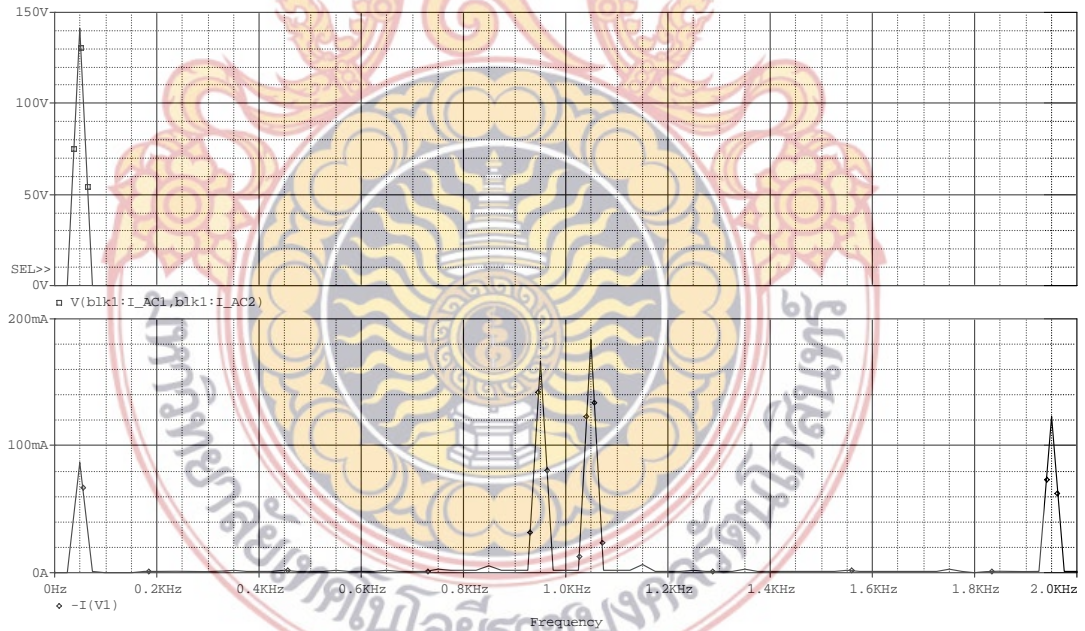 150V
100V
50V
SEL>>
0V
V(blk1:I_AC1,blk1:I_AC2)
200mA
100mA
0A
0Hz 0.2KHz 0.4KHz 0.6KHz 0.8KHz 1.0KHz 1.2KHz 1.4KHz 1.6KHz 1.8KHz 2.0KHz
-I(V1)
Frequency